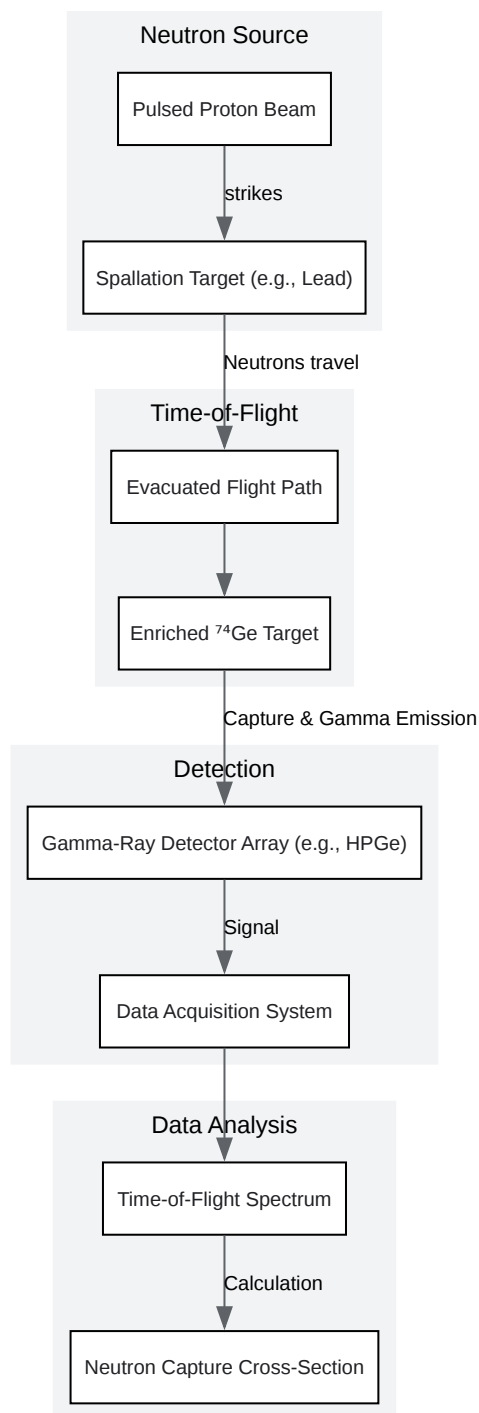 Neutron Source
Pulsed Proton Beam
strikes
Spallation Target (e.g., Lead)
Neutrons travel
Time-of-Flight
Evacuated Flight Path
Enriched ⁷⁴Ge Target
Capture & Gamma Emission
Detection
Gamma-Ray Detector Array (e.g., HPGe)
Signal
Data Acquisition System
Data Analysis
Time-of-Flight Spectrum
Calculation
Neutron Capture Cross-Section